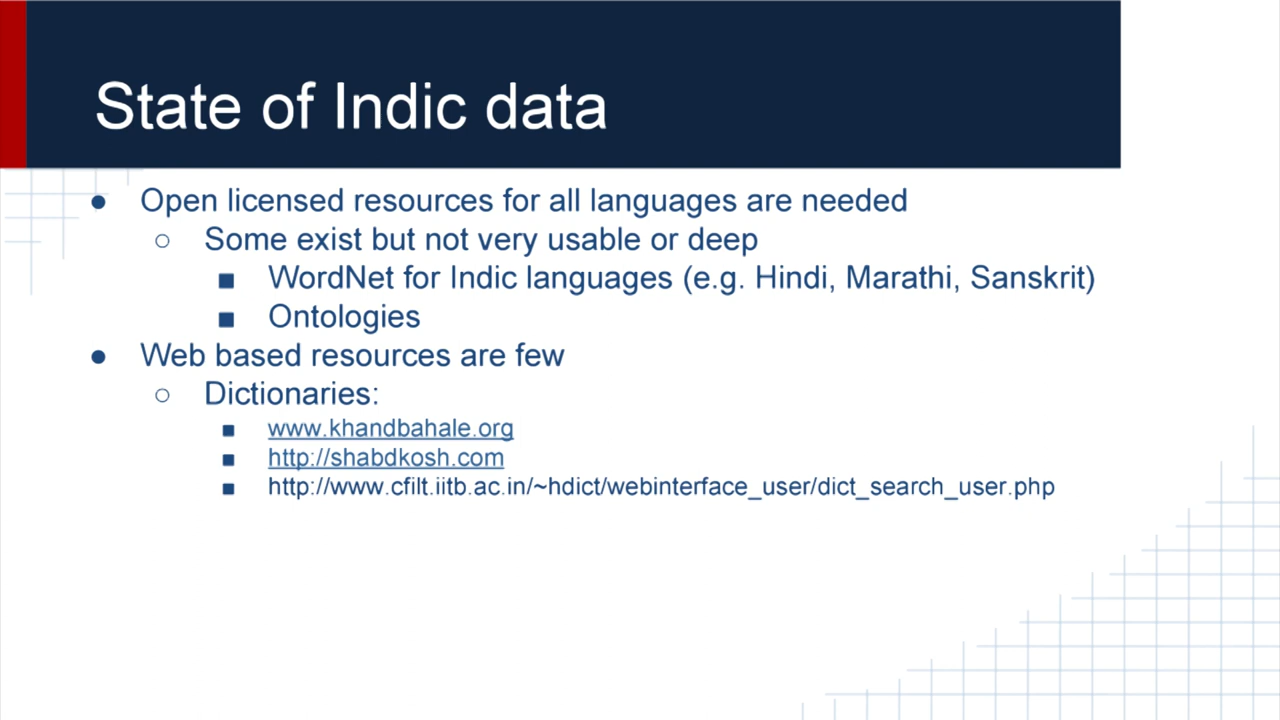 State of Indic data
● Open licensed resources for all languages are needed
○ Some exist but not very usable or deep
■ WordNet for Indic languages (e.g. Hindi, Marathi, Sanskrit)
■ Ontologies
● Web based resources are few
○ Dictionaries:
■ www.khandbahale.org
■ http://shabdkosh.com
■ http://www.cfilt.iitb.ac.in/~hdict/webinterface_user/dict_search_user.php